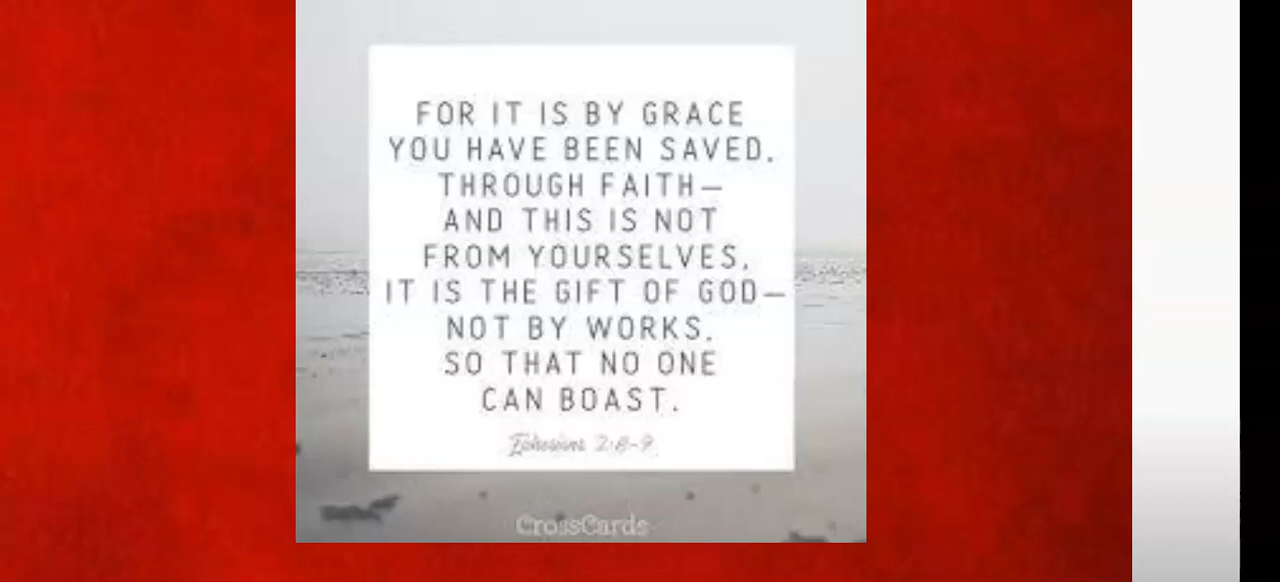 FOR IT IS BY GRACE
YOU HAVE BEEN SAVED,
THROUGH FAITH—
AND THIS IS NOT
FROM YOURSELVES,
IT IS THE GIFT OF GOD—
NOT BY WORKS,
SO THAT NO ONE
CAN BOAST.
Ephesians 2:8-9
CrossCards